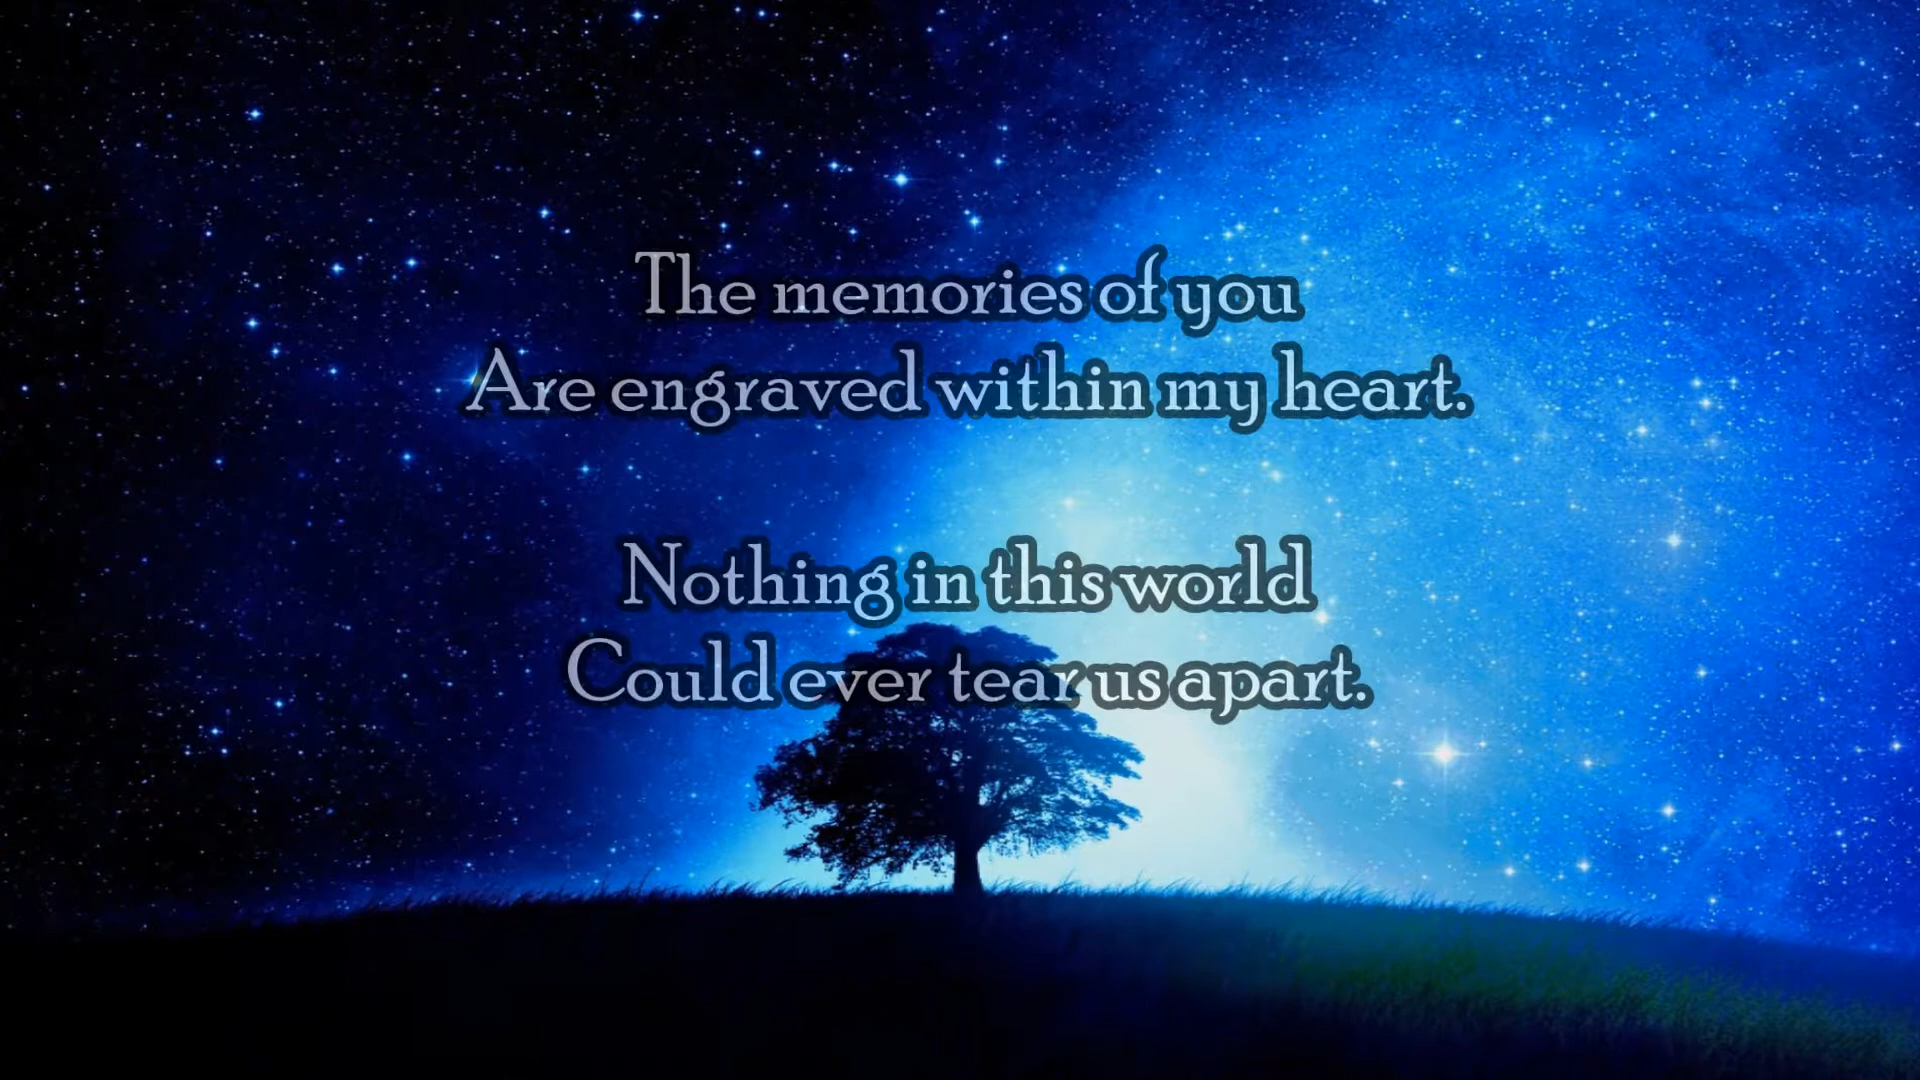 The memories of you
Are engraved within my heart.
Nothing in this world
Could ever tear us apart.